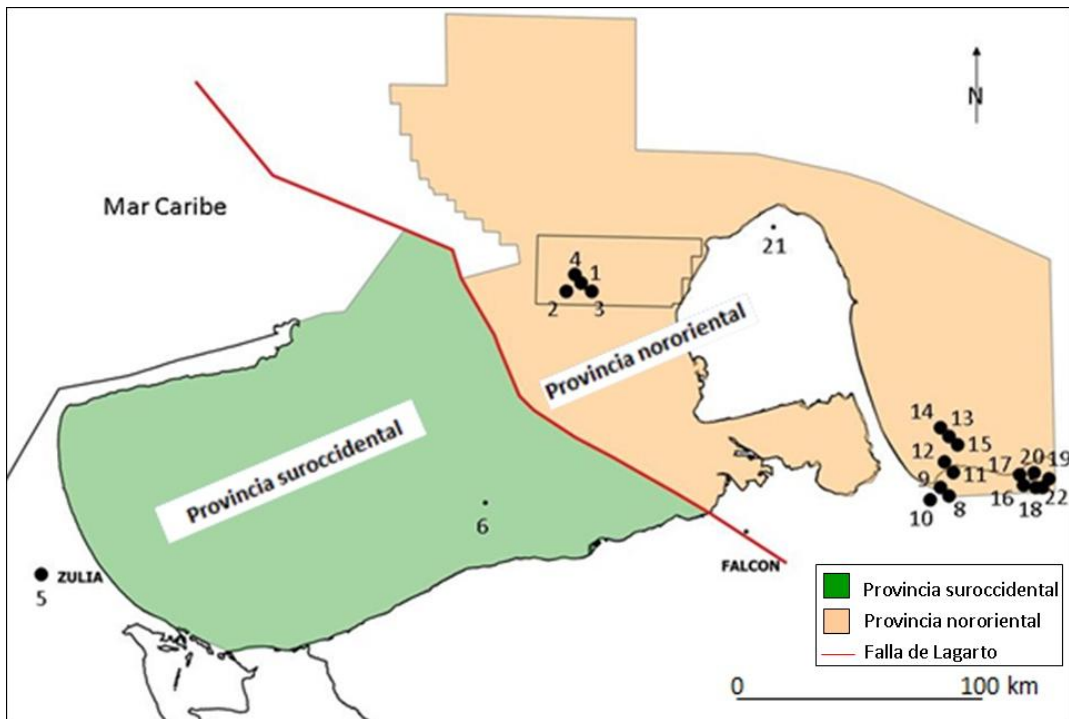 N
Mar Caribe
21
4
1
2
3
Provincia nororiental
Provincia suroccidental
14
13
15
12
11
17
20
19
9
16
18
22
10
8
6
5
ZULIA
FALCON
Provincia suroccidental
Provincia nororiental
Falla de Lagarto
0
100 km